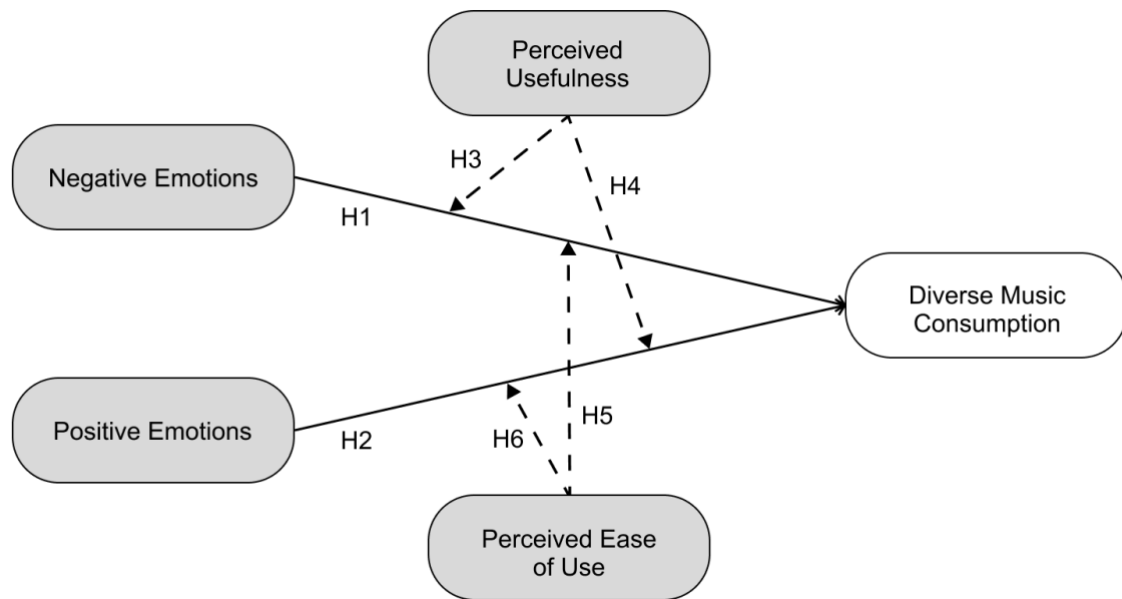 Perceived
Usefulness
Negative Emotions
H3
H4
H1
Diverse Music
Consumption
Positive Emotions
H2
H6
H5
Perceived Ease
of Use